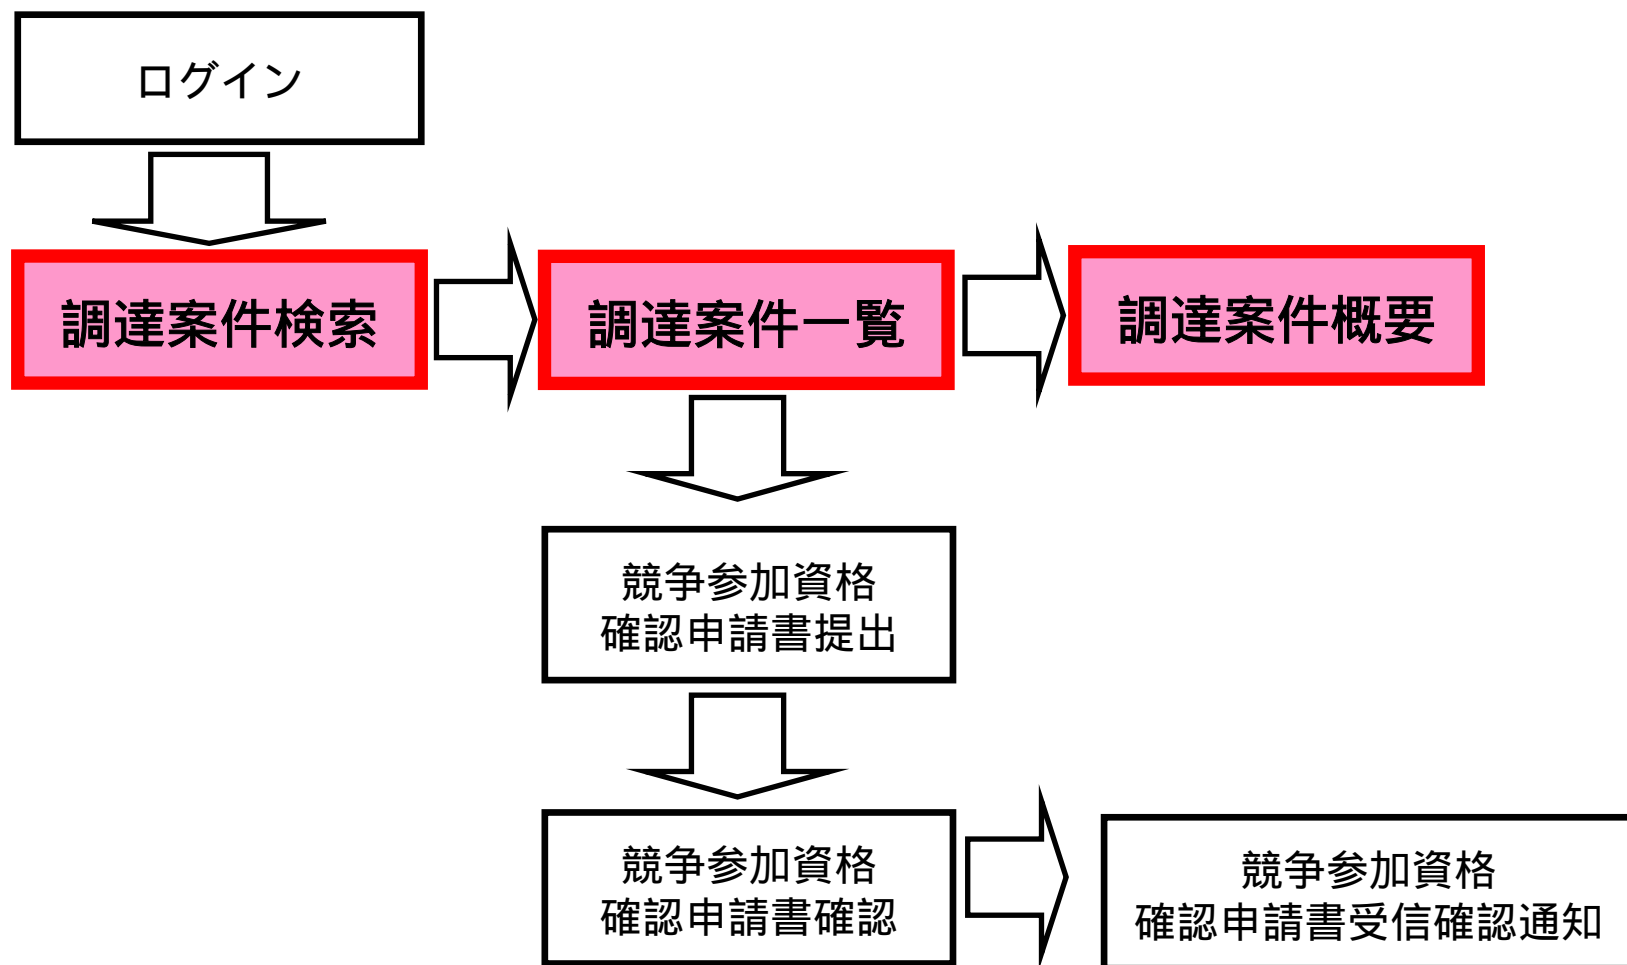 ログイン
調達案件検索
調達案件一覧
調達案件概要
競争参加資格
確認申請書提出
競争参加資格
確認申請書確認
競争参加資格
確認申請書受信確認通知